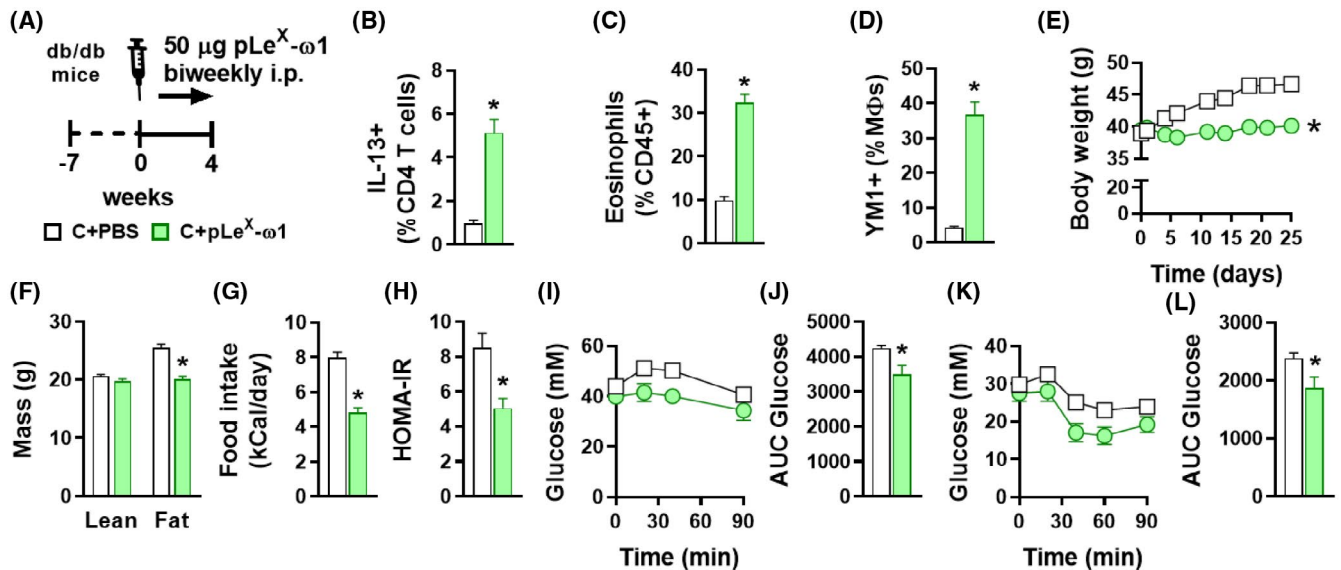 (A)
db/db
mice
50 µg pLeX-ω1
biweekly i.p.
-7
0
4
weeks
C+PBS
C+pLeX-ω1
(B)
IL-13+
(% CD4 T cells)
8
6
4
2
0
*
(C)
Eosinophils
(% CD45+)
40
30
20
10
0
*
(D)
YM1+ (% MΦs)
50
40
30
20
10
0
*
(E)
Body weight (g)
50
45
40
35
20
0
0 5 10 15 20 25
Time (days)
*
(F)
Mass (g)
30
20
10
0
*
Lean Fat
(G)
Food intake
(kCal/day)
10
8
6
4
2
0
*
(H)
HOMA-IR
10
8
6
4
2
0
*
(I)
Glucose (mM)
60
40
20
0
0 30 60 90
Time (min)
(J)
AUC Glucose
5000
4000
3000
2000
1000
0
*
(K)
Glucose (mM)
40
30
20
10
0
0 30 60 90
Time (min)
(L)
AUC Glucose
3000
2000
1000
0
*